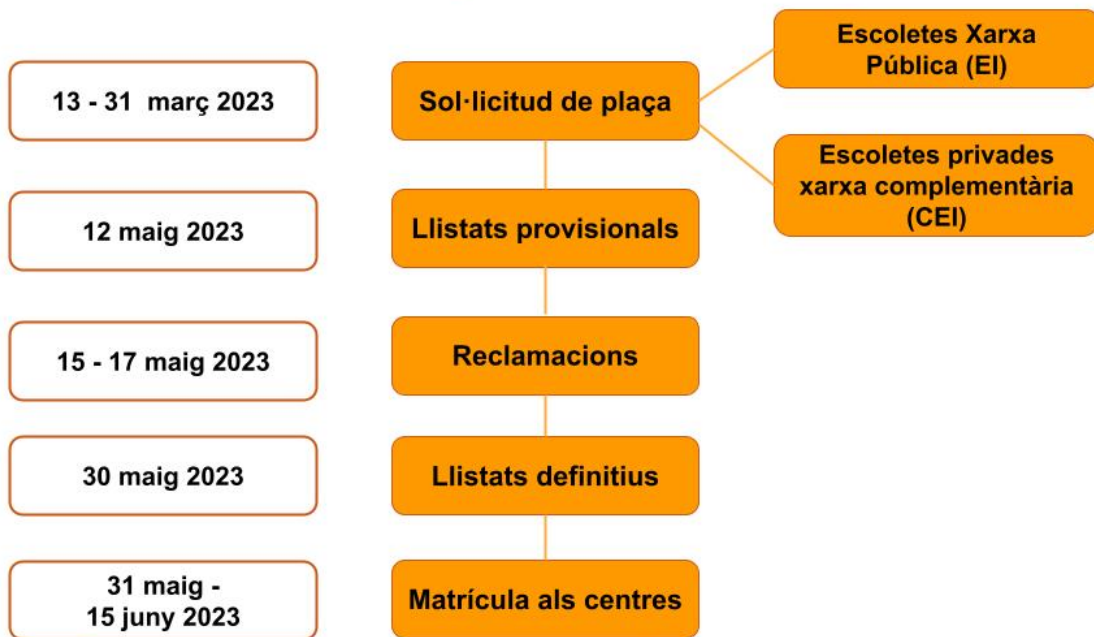 Escoletes Xarxa
Pública (EI)
13 - 31 març 2023
Sol·licitud de plaça
Escoletes privades
xarxa complementària
(CEI)
12 maig 2023
Llistats provisionals
15 - 17 maig 2023
Reclamacions
30 maig 2023
Llistats definitius
31 maig -
15 juny 2023
Matrícula als centres